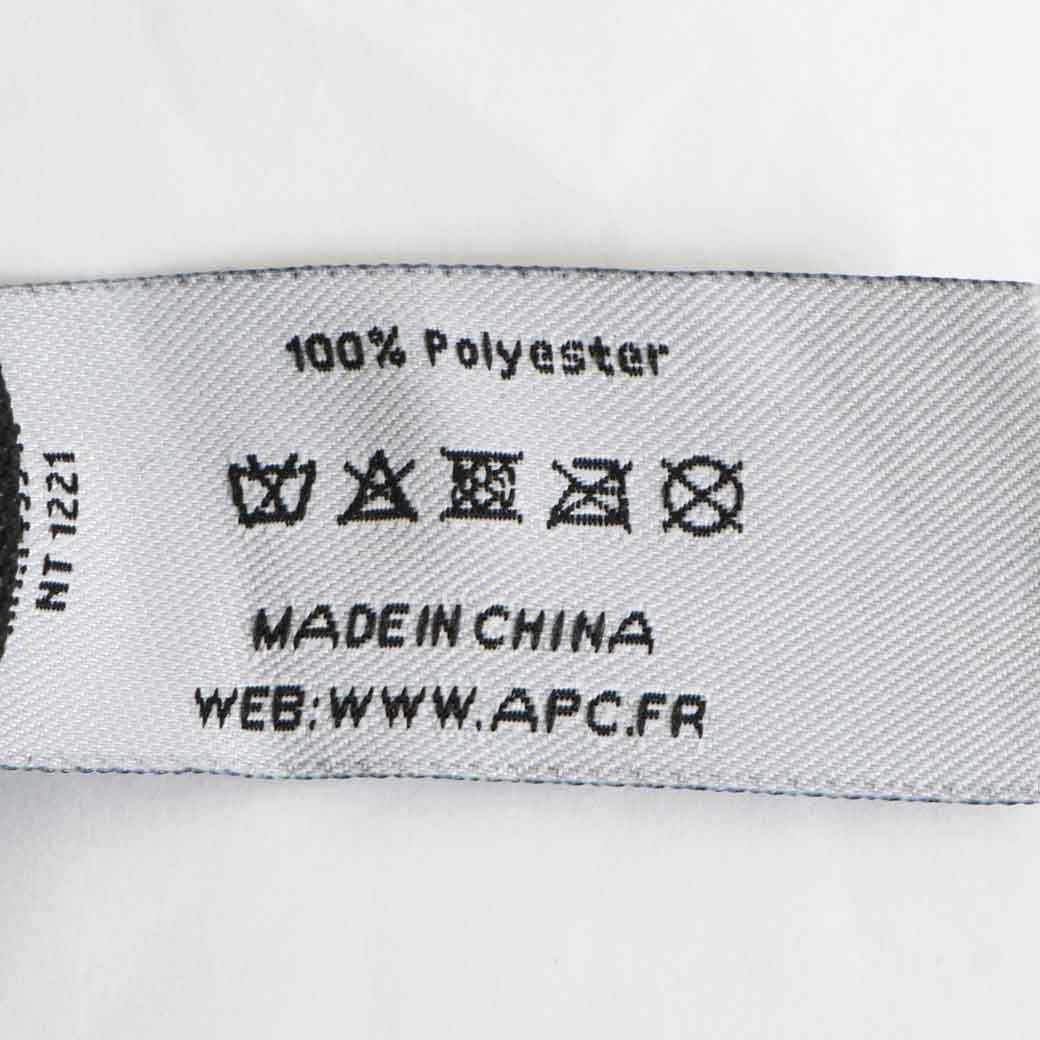 100% Polyester
MADE IN CHINA
WEB:WWW.APC.FR
NT 1221